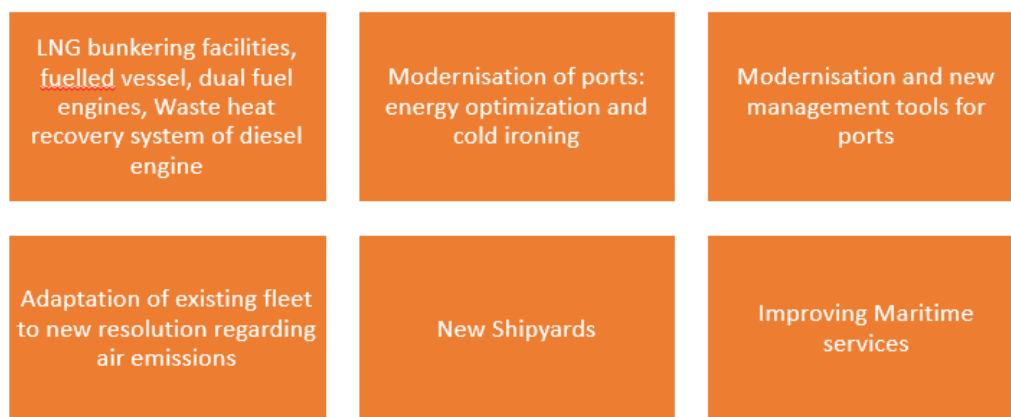 LNG bunkering facilities,
fuelled vessel, dual fuel
engines, Waste heat
recovery system of diesel
engine
Modernisation of ports:
energy optimization and
cold ironing
Modernisation and new
management tools for
ports
Adaptation of existing fleet
to new resolution regarding
air emissions
New Shipyards
Improving Maritime
services